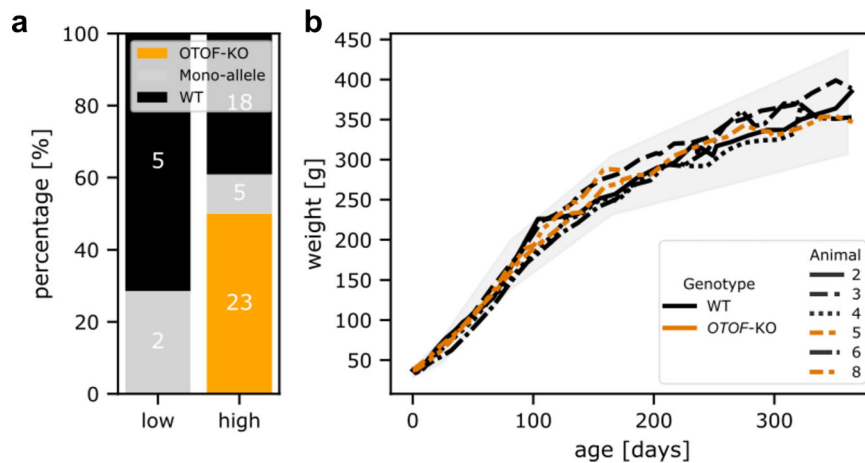 a
percentage [%]
100
80
60
40
20
0
OTOF-KO
Mono-allele
WT
5
2
18
5
23
low
high
b
weight [g]
450
400
350
300
250
200
150
100
50
0
100
200
300
age [days]
Genotype
WT
OTOF-KO
Animal
2
3
4
5
6
8